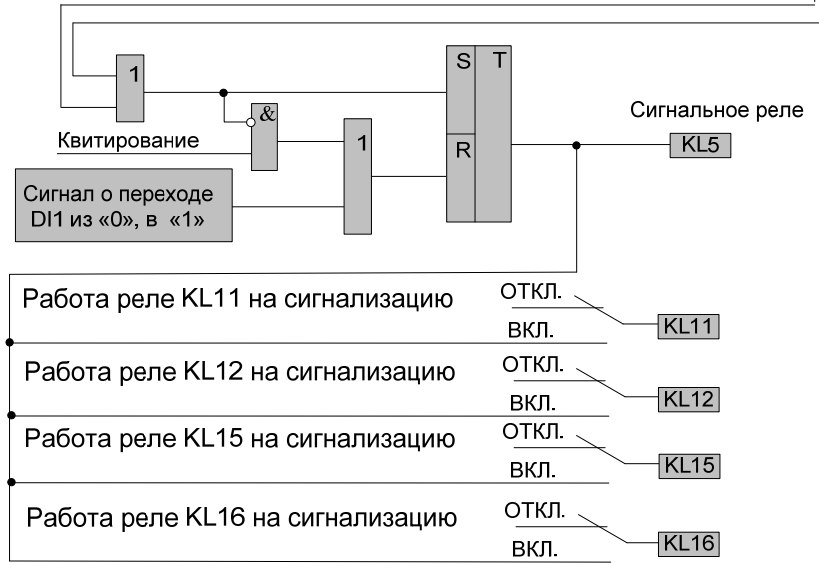 1
S T
&
Сигнальное реле
Квитирование
1
R
KL5
Сигнал о переходе
DI1 из «0», в «1»
Работа реле KL11 на сигнализацию
ОТКЛ.
ВКЛ.
KL11
Работа реле KL12 на сигнализацию
ОТКЛ.
ВКЛ.
KL12
Работа реле KL15 на сигнализацию
ОТКЛ.
ВКЛ.
KL15
Работа реле KL16 на сигнализацию
ОТКЛ.
ВКЛ.
KL16